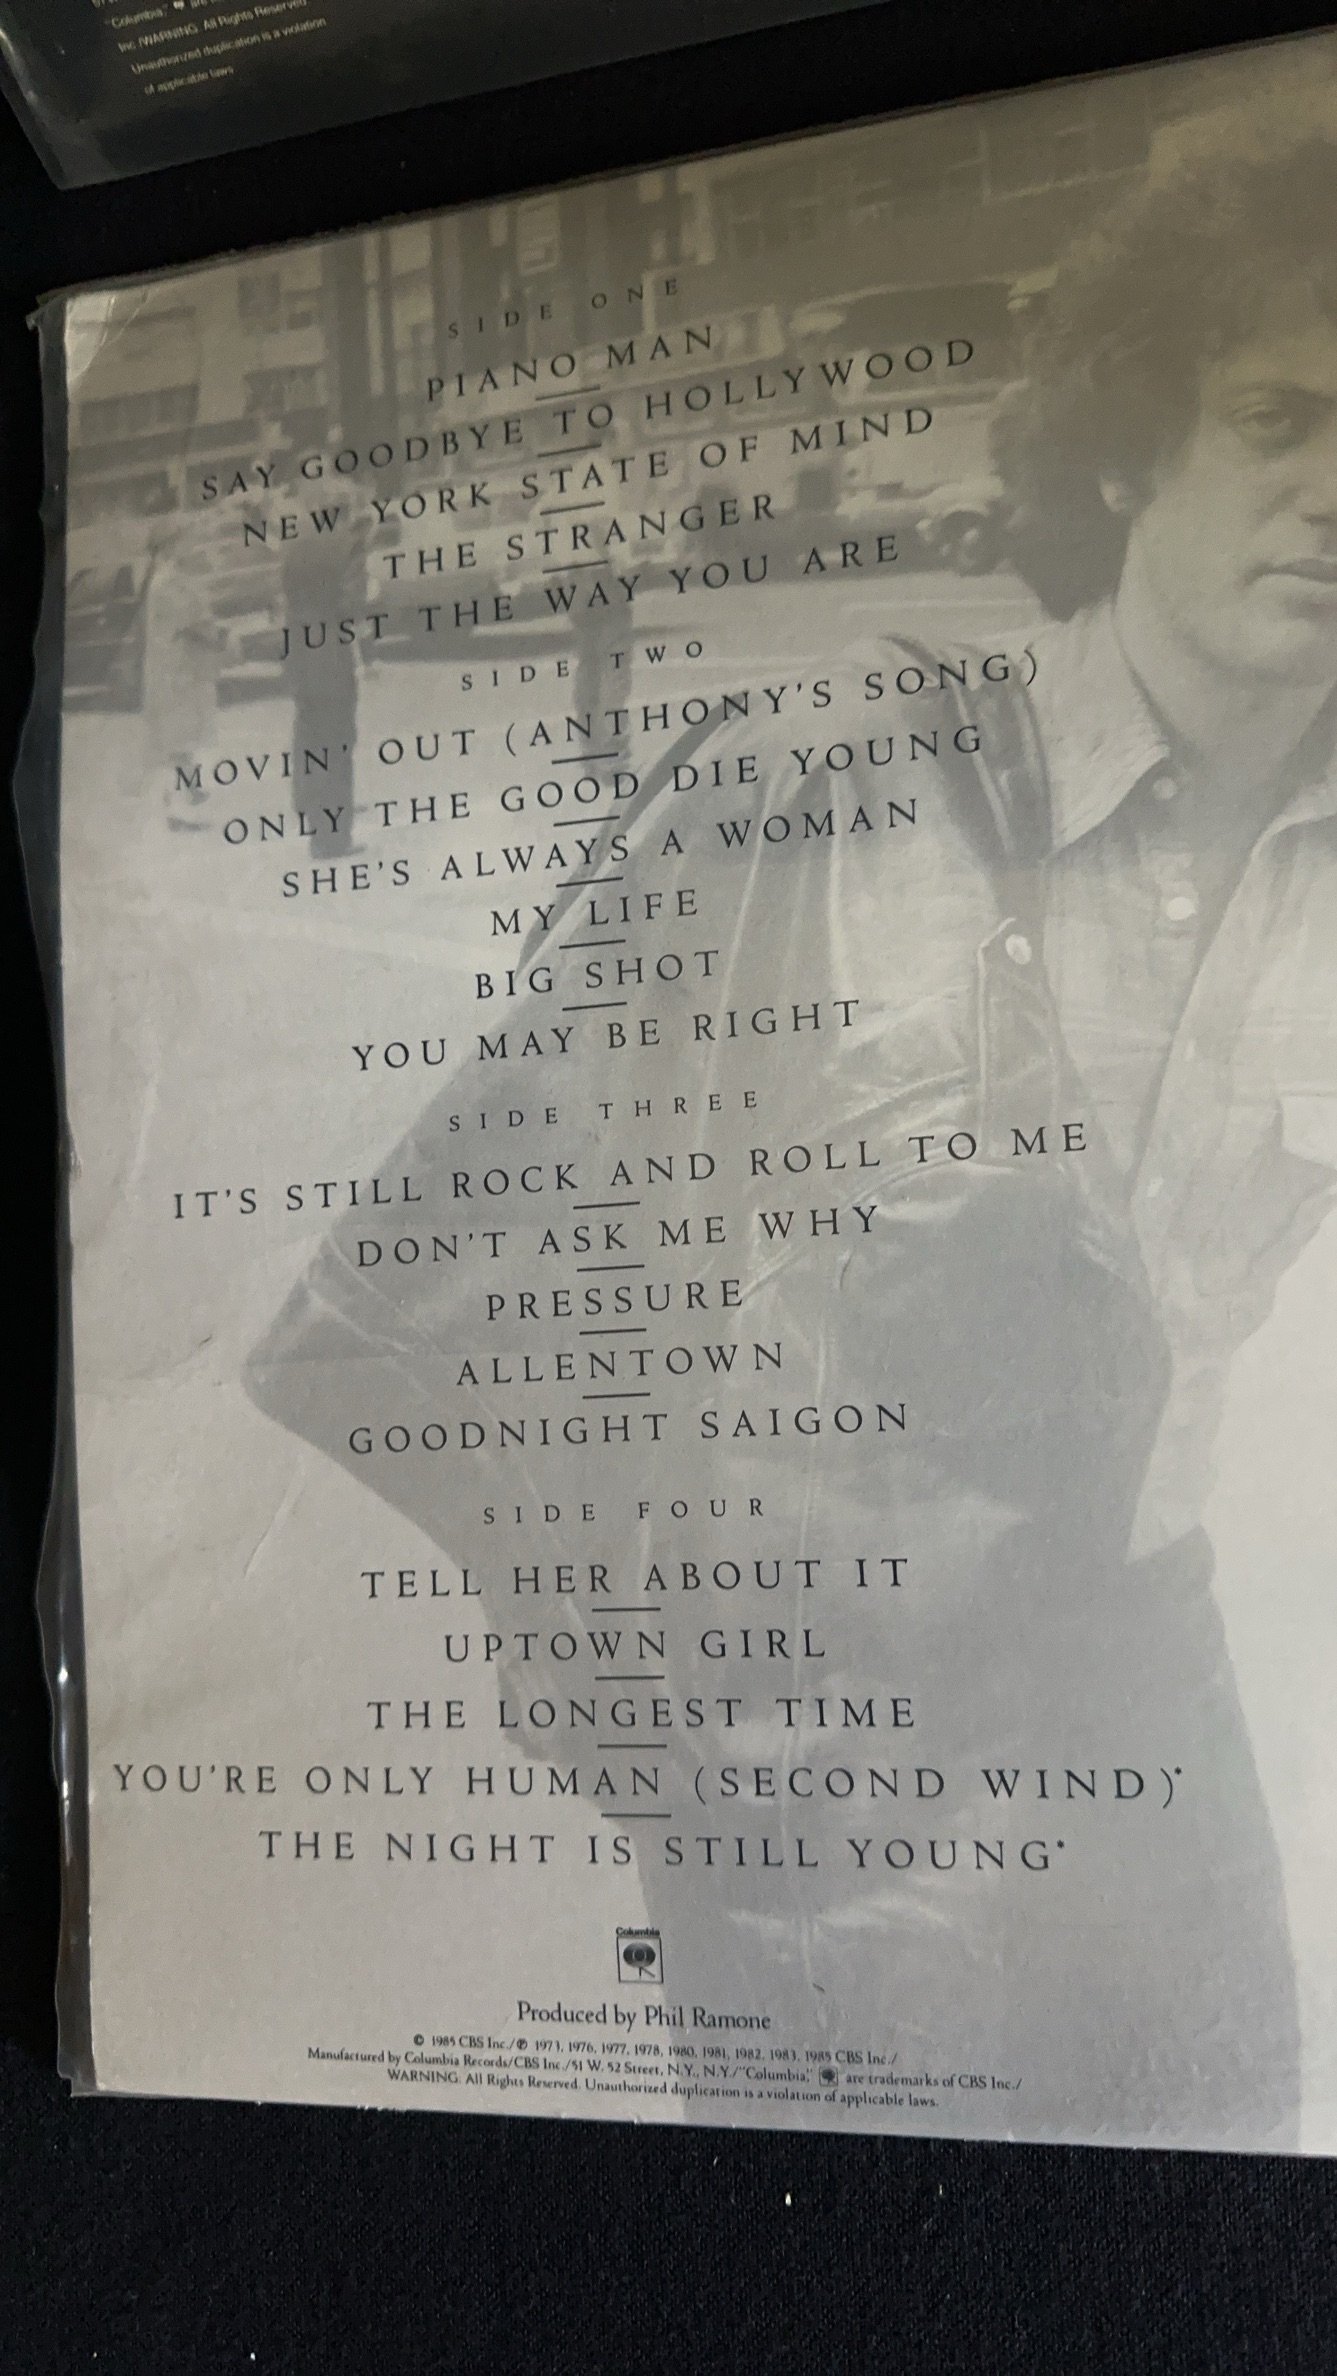 "Columbia,"
Inc./WARNING: All Rights Reserved.
Unauthorized duplication is a violation
of applicable laws
SIDE ONE
PIANO MAN
SAY GOODBYE TO HOLLYWOOD
NEW YORK STATE OF MIND
THE STRANGER
JUST THE WAY YOU ARE
SIDE TWO
MOVIN' OUT (ANTHONY'S SONG)
ONLY THE GOOD DIE YOUNG
SHE'S ALWAYS A WOMAN
MY LIFE
BIG SHOT
YOU MAY BE RIGHT
SIDE THREE
IT'S STILL ROCK AND ROLL TO ME
DON'T ASK ME WHY
PRESSURE
ALLENTOWN
GOODNIGHT SAIGON
SIDE FOUR
TELL HER ABOUT IT
UPTOWN GIRL
THE LONGEST TIME
YOU'RE ONLY HUMAN (SECOND WIND)*
THE NIGHT IS STILL YOUNG*
Columbia
Produced by Phil Ramone
© 1985 CBS Inc./℗ 1973, 1976, 1977, 1978, 1980, 1981, 1982, 1983, 1985 CBS Inc./
Manufactured by Columbia Records/CBS Inc./51 W. 52 Street, N.Y., N.Y./"Columbia," are trademarks of CBS Inc./
WARNING: All Rights Reserved. Unauthorized duplication is a violation of applicable laws.